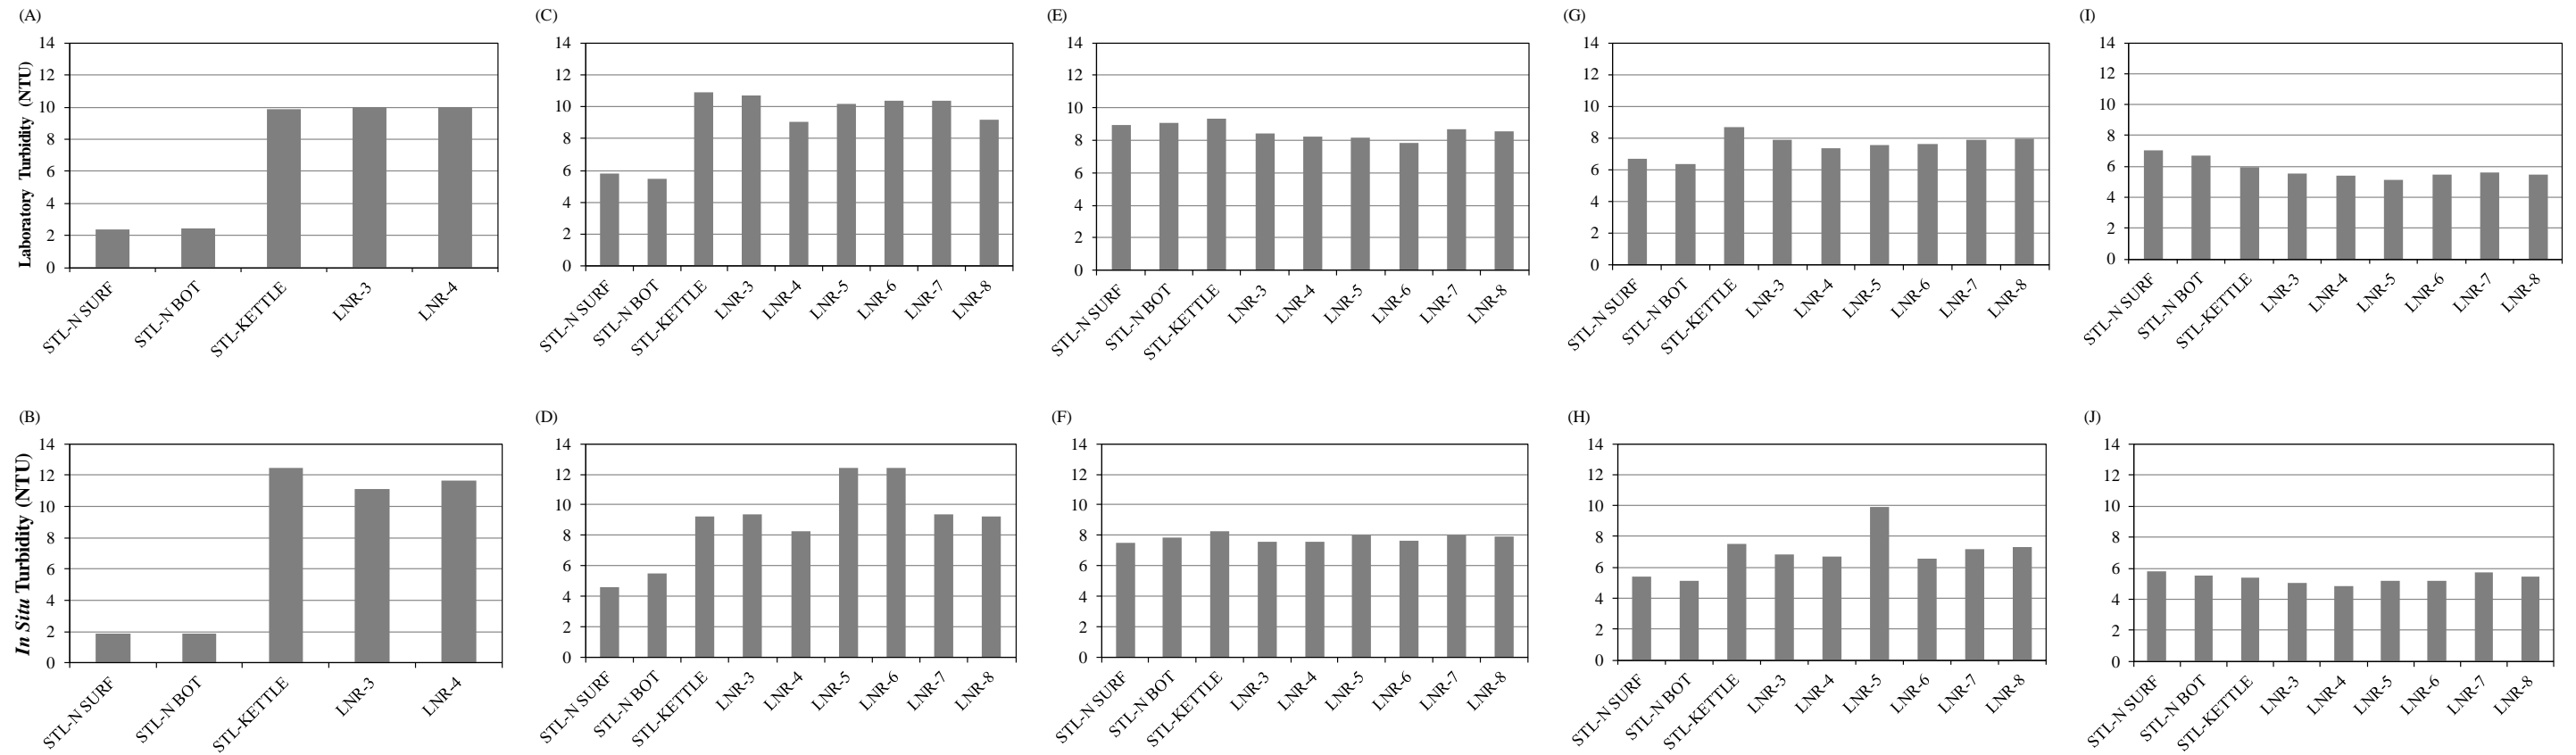 (A)
Laboratory Turbidity (NTU)
14
12
10
8
6
4
2
0
STL-N SURF
STL-N BOT
STL-KETTLE
LNR-3
LNR-4
(C)
14
12
10
8
6
4
2
0
STL-N SURF
STL-N BOT
STL-KETTLE
LNR-3
LNR-4
LNR-5
LNR-6
LNR-7
LNR-8
(E)
14
12
10
8
6
4
2
0
STL-N SURF
STL-N BOT
STL-KETTLE
LNR-3
LNR-4
LNR-5
LNR-6
LNR-7
LNR-8
(G)
14
12
10
8
6
4
2
0
STL-N SURF
STL-N BOT
STL-KETTLE
LNR-3
LNR-4
LNR-5
LNR-6
LNR-7
LNR-8
(I)
14
12
10
8
6
4
2
0
STL-N SURF
STL-N BOT
STL-KETTLE
LNR-3
LNR-4
LNR-5
LNR-6
LNR-7
LNR-8
(B)
In Situ Turbidity (NTU)
14
12
10
8
6
4
2
0
STL-N SURF
STL-N BOT
STL-KETTLE
LNR-3
LNR-4
(D)
14
12
10
8
6
4
2
0
STL-N SURF
STL-N BOT
STL-KETTLE
LNR-3
LNR-4
LNR-5
LNR-6
LNR-7
LNR-8
(F)
14
12
10
8
6
4
2
0
STL-N SURF
STL-N BOT
STL-KETTLE
LNR-3
LNR-4
LNR-5
LNR-6
LNR-7
LNR-8
(H)
14
12
10
8
6
4
2
0
STL-N SURF
STL-N BOT
STL-KETTLE
LNR-3
LNR-4
LNR-5
LNR-6
LNR-7
LNR-8
(J)
14
12
10
8
6
4
2
0
STL-N SURF
STL-N BOT
STL-KETTLE
LNR-3
LNR-4
LNR-5
LNR-6
LNR-7
LNR-8